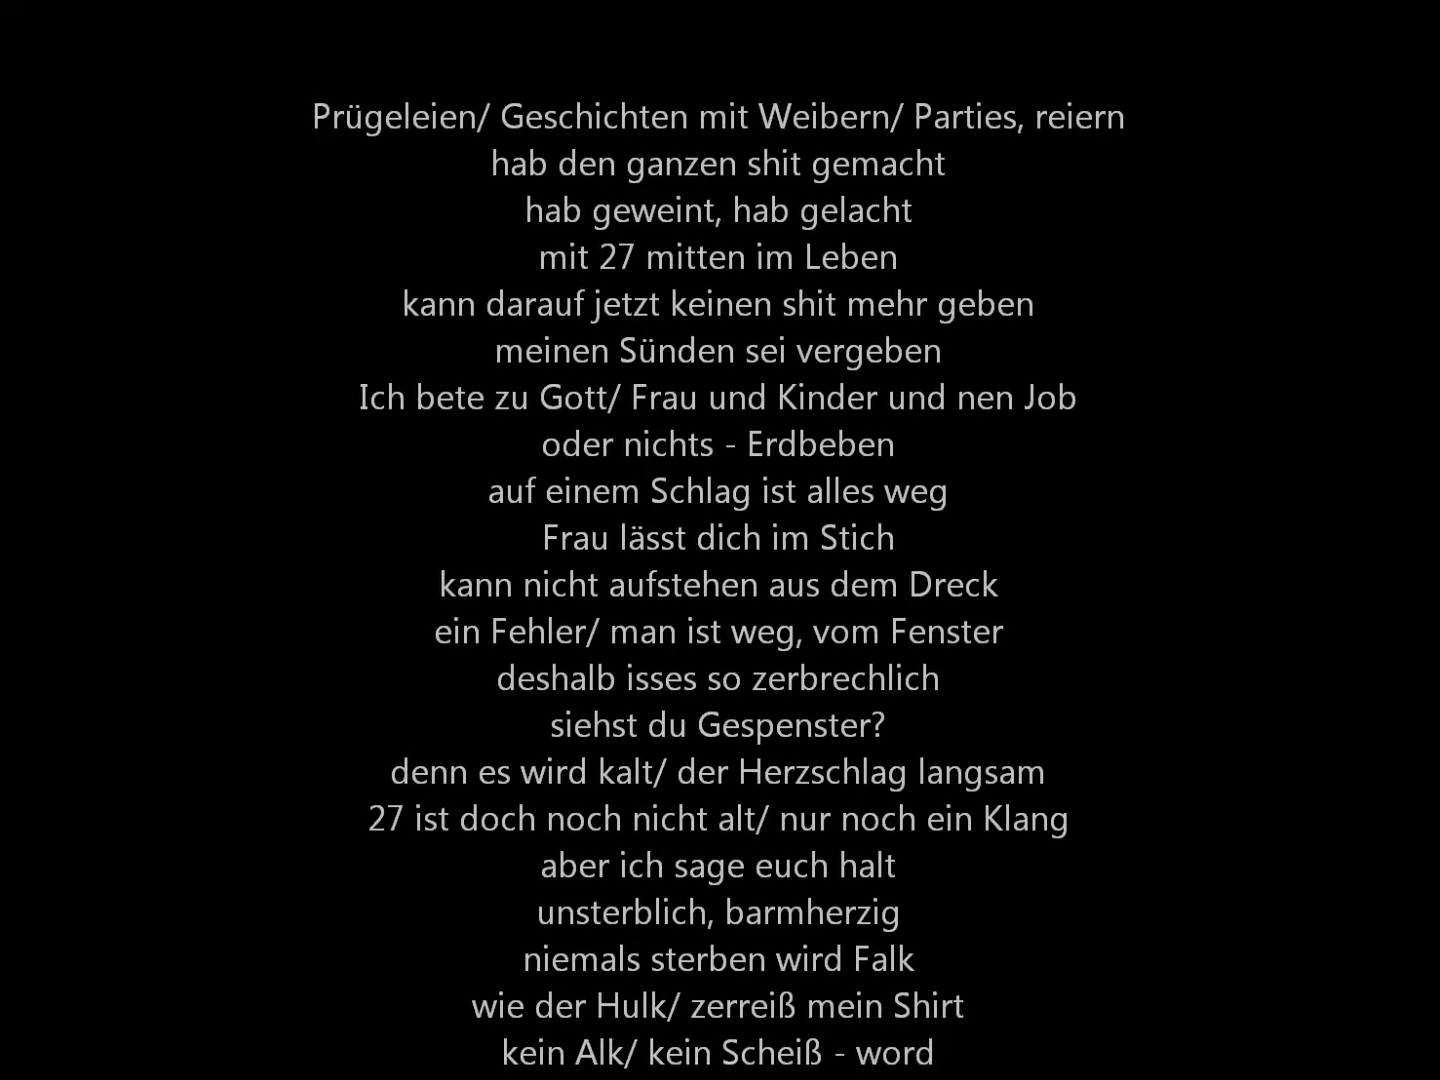 Prügeleien/ Geschichten mit Weibern/ Parties, reiern
hab den ganzen shit gemacht
hab geweint, hab gelacht
mit 27 mitten im Leben
kann darauf jetzt keinen shit mehr geben
meinen Sünden sei vergeben
Ich bete zu Gott/ Frau und Kinder und nen Job
oder nichts - Erdbeben
auf einem Schlag ist alles weg
Frau lässt dich im Stich
kann nicht aufstehen aus dem Dreck
ein Fehler/ man ist weg, vom Fenster
deshalb isses so zerbrechlich
siehst du Gespenster?
denn es wird kalt/ der Herzschlag langsam
27 ist doch noch nicht alt/ nur noch ein Klang
aber ich sage euch halt
unsterblich, barmherzig
niemals sterben wird Falk
wie der Hulk/ zerreiß mein Shirt
kein Alk/ kein Scheiß - word